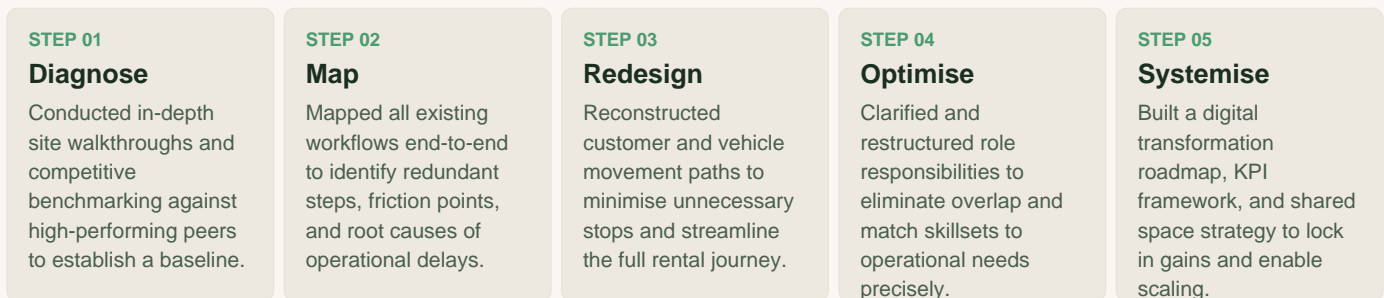 STEP 01
Diagnose
Conducted in-depth
site walkthroughs and
competitive
benchmarking against
high-performing peers
to establish a baseline.
STEP 02
Map
Mapped all existing
workflows end-to-end
to identify redundant
steps, friction points,
and root causes of
operational delays.
STEP 03
Redesign
Reconstructed
customer and vehicle
movement paths to
minimise unnecessary
stops and streamline
the full rental journey.
STEP 04
Optimise
Clarified and
restructured role
responsibilities to
eliminate overlap and
match skillsets to
operational needs
precisely.
STEP 05
Systemise
Built a digital
transformation
roadmap, KPI
framework, and shared
space strategy to lock
in gains and enable
scaling.